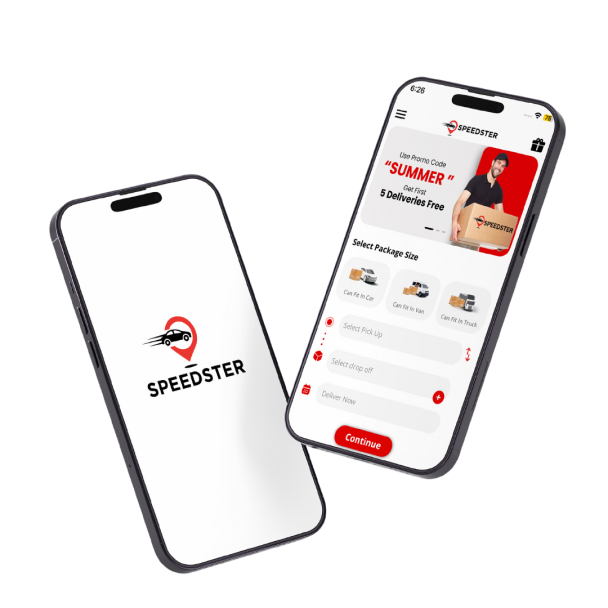 SPEEDSTER
6:26
78
SPEEDSTER
Use Promo Code
“SUMMER ”
Get First
5 Deliveries Free
SPEEDSTER
Select Package Size
Can Fit In Car
Can Fit In Van
Can Fit In Truck
Select Pick Up
Select drop off
Deliver Now
+
Continue